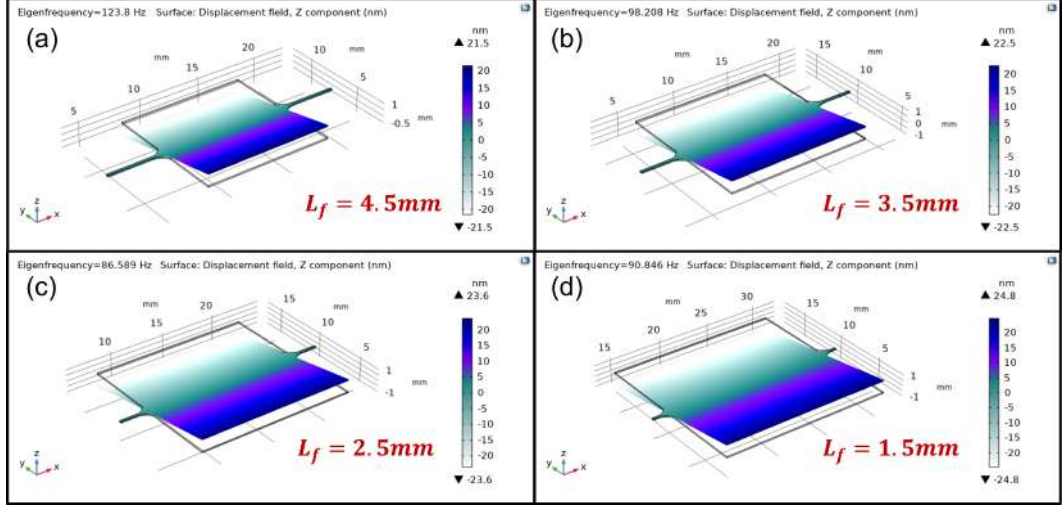 Eigenfrequency=123.8 Hz Surface: Displacement field, Z component (nm)
(a)
mm
5
10
15
20
mm
10
5
1
-0.5
mm
nm
▲ 21.5
20
15
10
5
0
-5
-10
-15
-20
▼ -21.5
y z x
L_f = 4.5mm
Eigenfrequency=98.208 Hz Surface: Displacement field, Z component (nm)
(b)
mm
5
10
15
20
15
mm
10
5
1
0
-1
mm
nm
▲ 22.5
20
15
10
5
0
-5
-10
-15
-20
▼ -22.5
y z x
L_f = 3.5mm
Eigenfrequency=86.589 Hz Surface: Displacement field, Z component (nm)
(c)
mm
10
15
20
15
mm
10
5
1
-1
mm
nm
▲ 23.6
20
15
10
5
0
-5
-10
-15
-20
▼ -23.6
y z x
L_f = 2.5mm
Eigenfrequency=90.846 Hz Surface: Displacement field, Z component (nm)
(d)
mm
15
20
25
30
15
mm
10
5
1
-1
mm
nm
▲ 24.8
20
15
10
5
0
-5
-10
-15
-20
▼ -24.8
y z x
L_f = 1.5mm